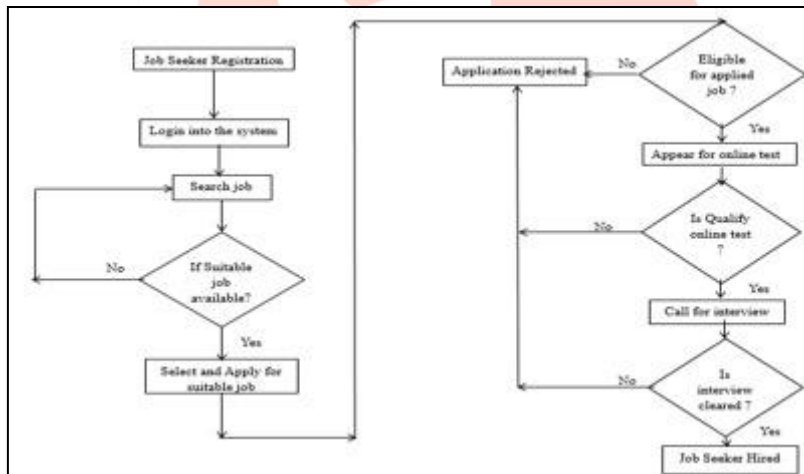 Job Seeker Registration
Login into the system
Search job
No
If Suitable
job
available?
Yes
Select and Apply for
suitable job
Eligible
for applied
job ?
No
Application Rejected
Yes
Appear for online test
Is Qualify
online test
?
No
Yes
Call for interview
Is
interview
cleared ?
No
Yes
Job Seeker Hired